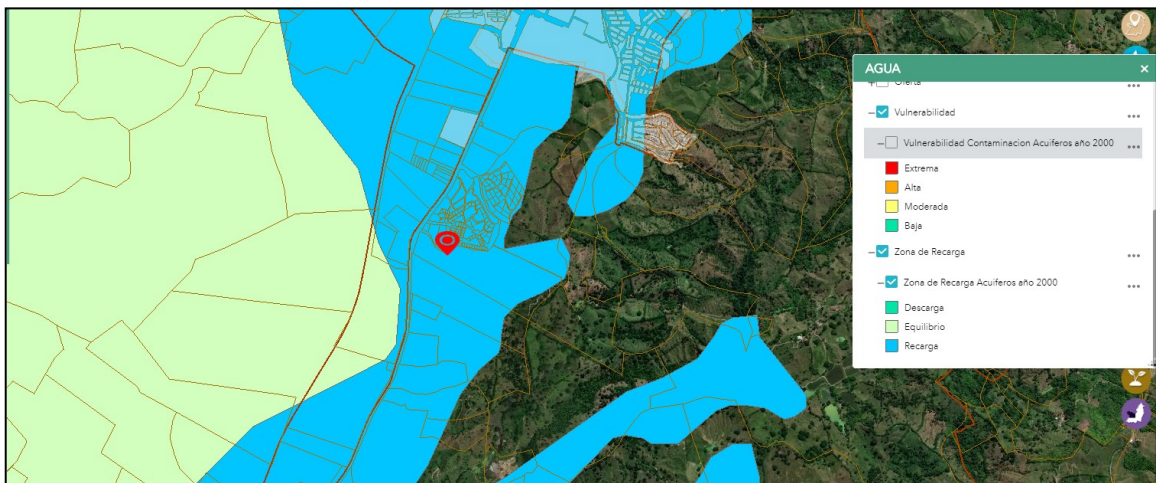 AGUA
×
Oferta
Vulnerabilidad
Vulnerabilidad Contaminacion Acuiferos año 2000
Extrema
Alta
Moderada
Baja
Zona de Recarga
Zona de Recarga Acuiferos año 2000
Descarga
Equilibrio
Recarga